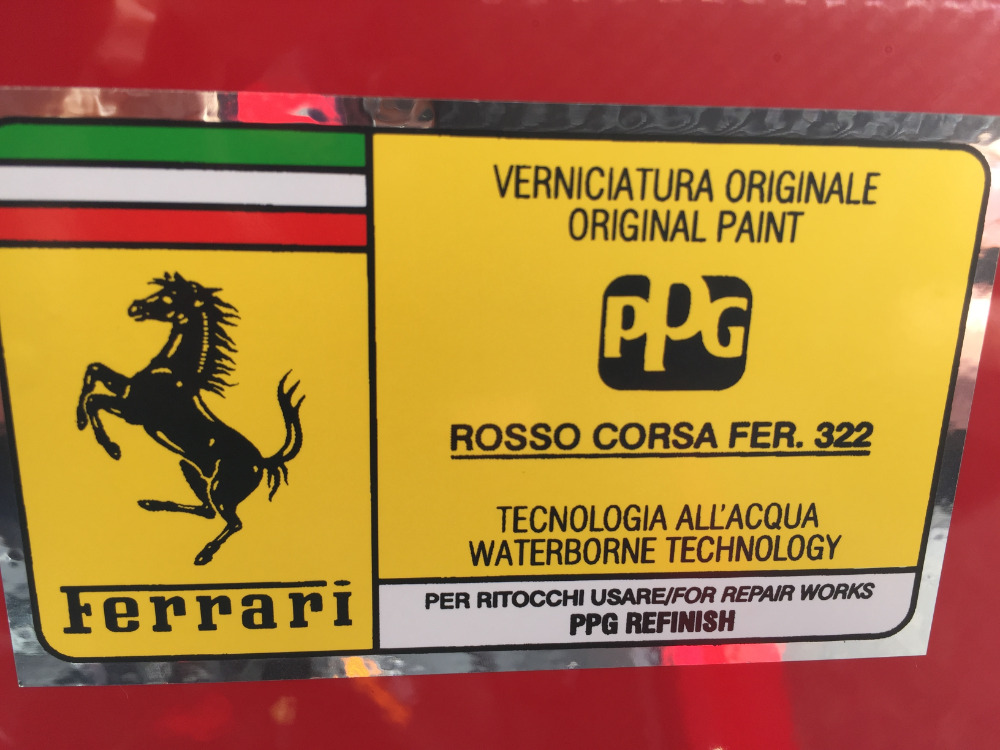 VERNICIATURA ORIGINALE
ORIGINAL PAINT
PPG
ROSSO CORSA FER. 322
TECNOLOGIA ALL'ACQUA
WATERBORNE TECHNOLOGY
Ferrari
PER RITOCCHI USARE/FOR REPAIR WORKS
PPG REFINISH